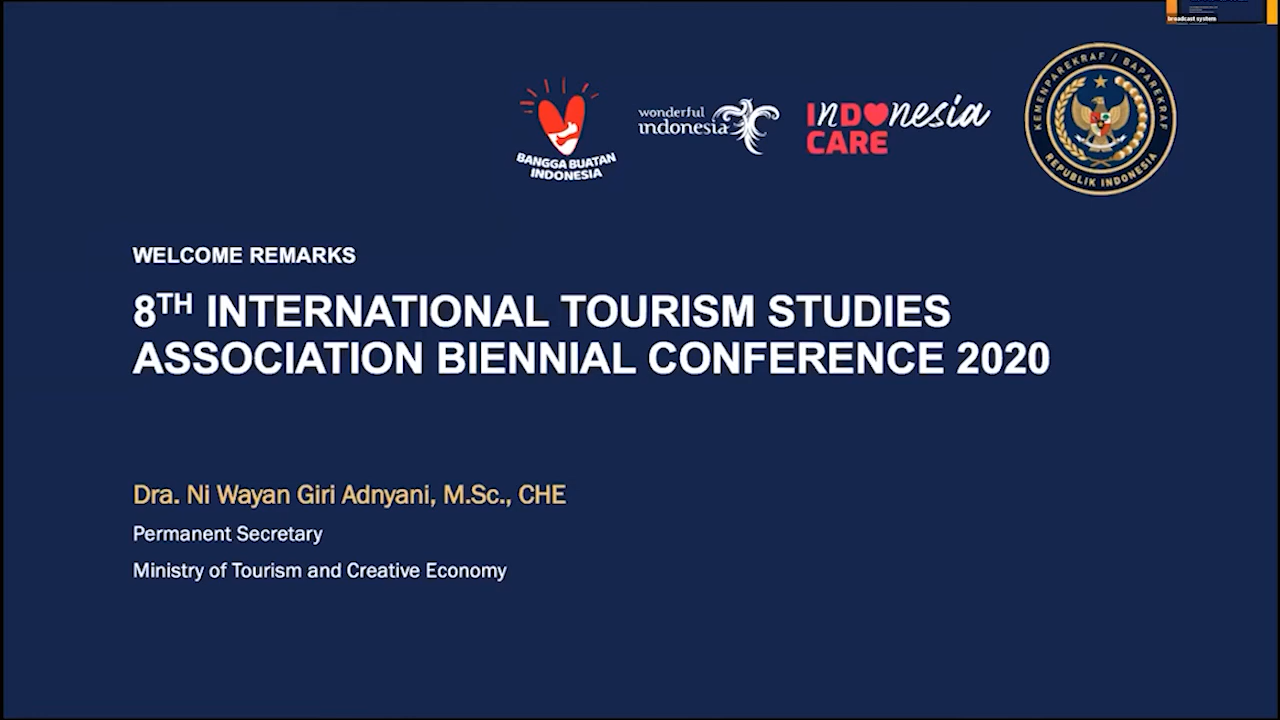 broadcast system
BANGGA BUATAN
INDONESIA
wonderful
indonesia
INDONesia
CARE
KEMENPAREKRAF / BAPAREKRAF
REPUBLIK INDONESIA
WELCOME REMARKS
8TH INTERNATIONAL TOURISM STUDIES
ASSOCIATION BIENNIAL CONFERENCE 2020
Dra. Ni Wayan Giri Adnyani, M.Sc., CHE
Permanent Secretary
Ministry of Tourism and Creative Economy